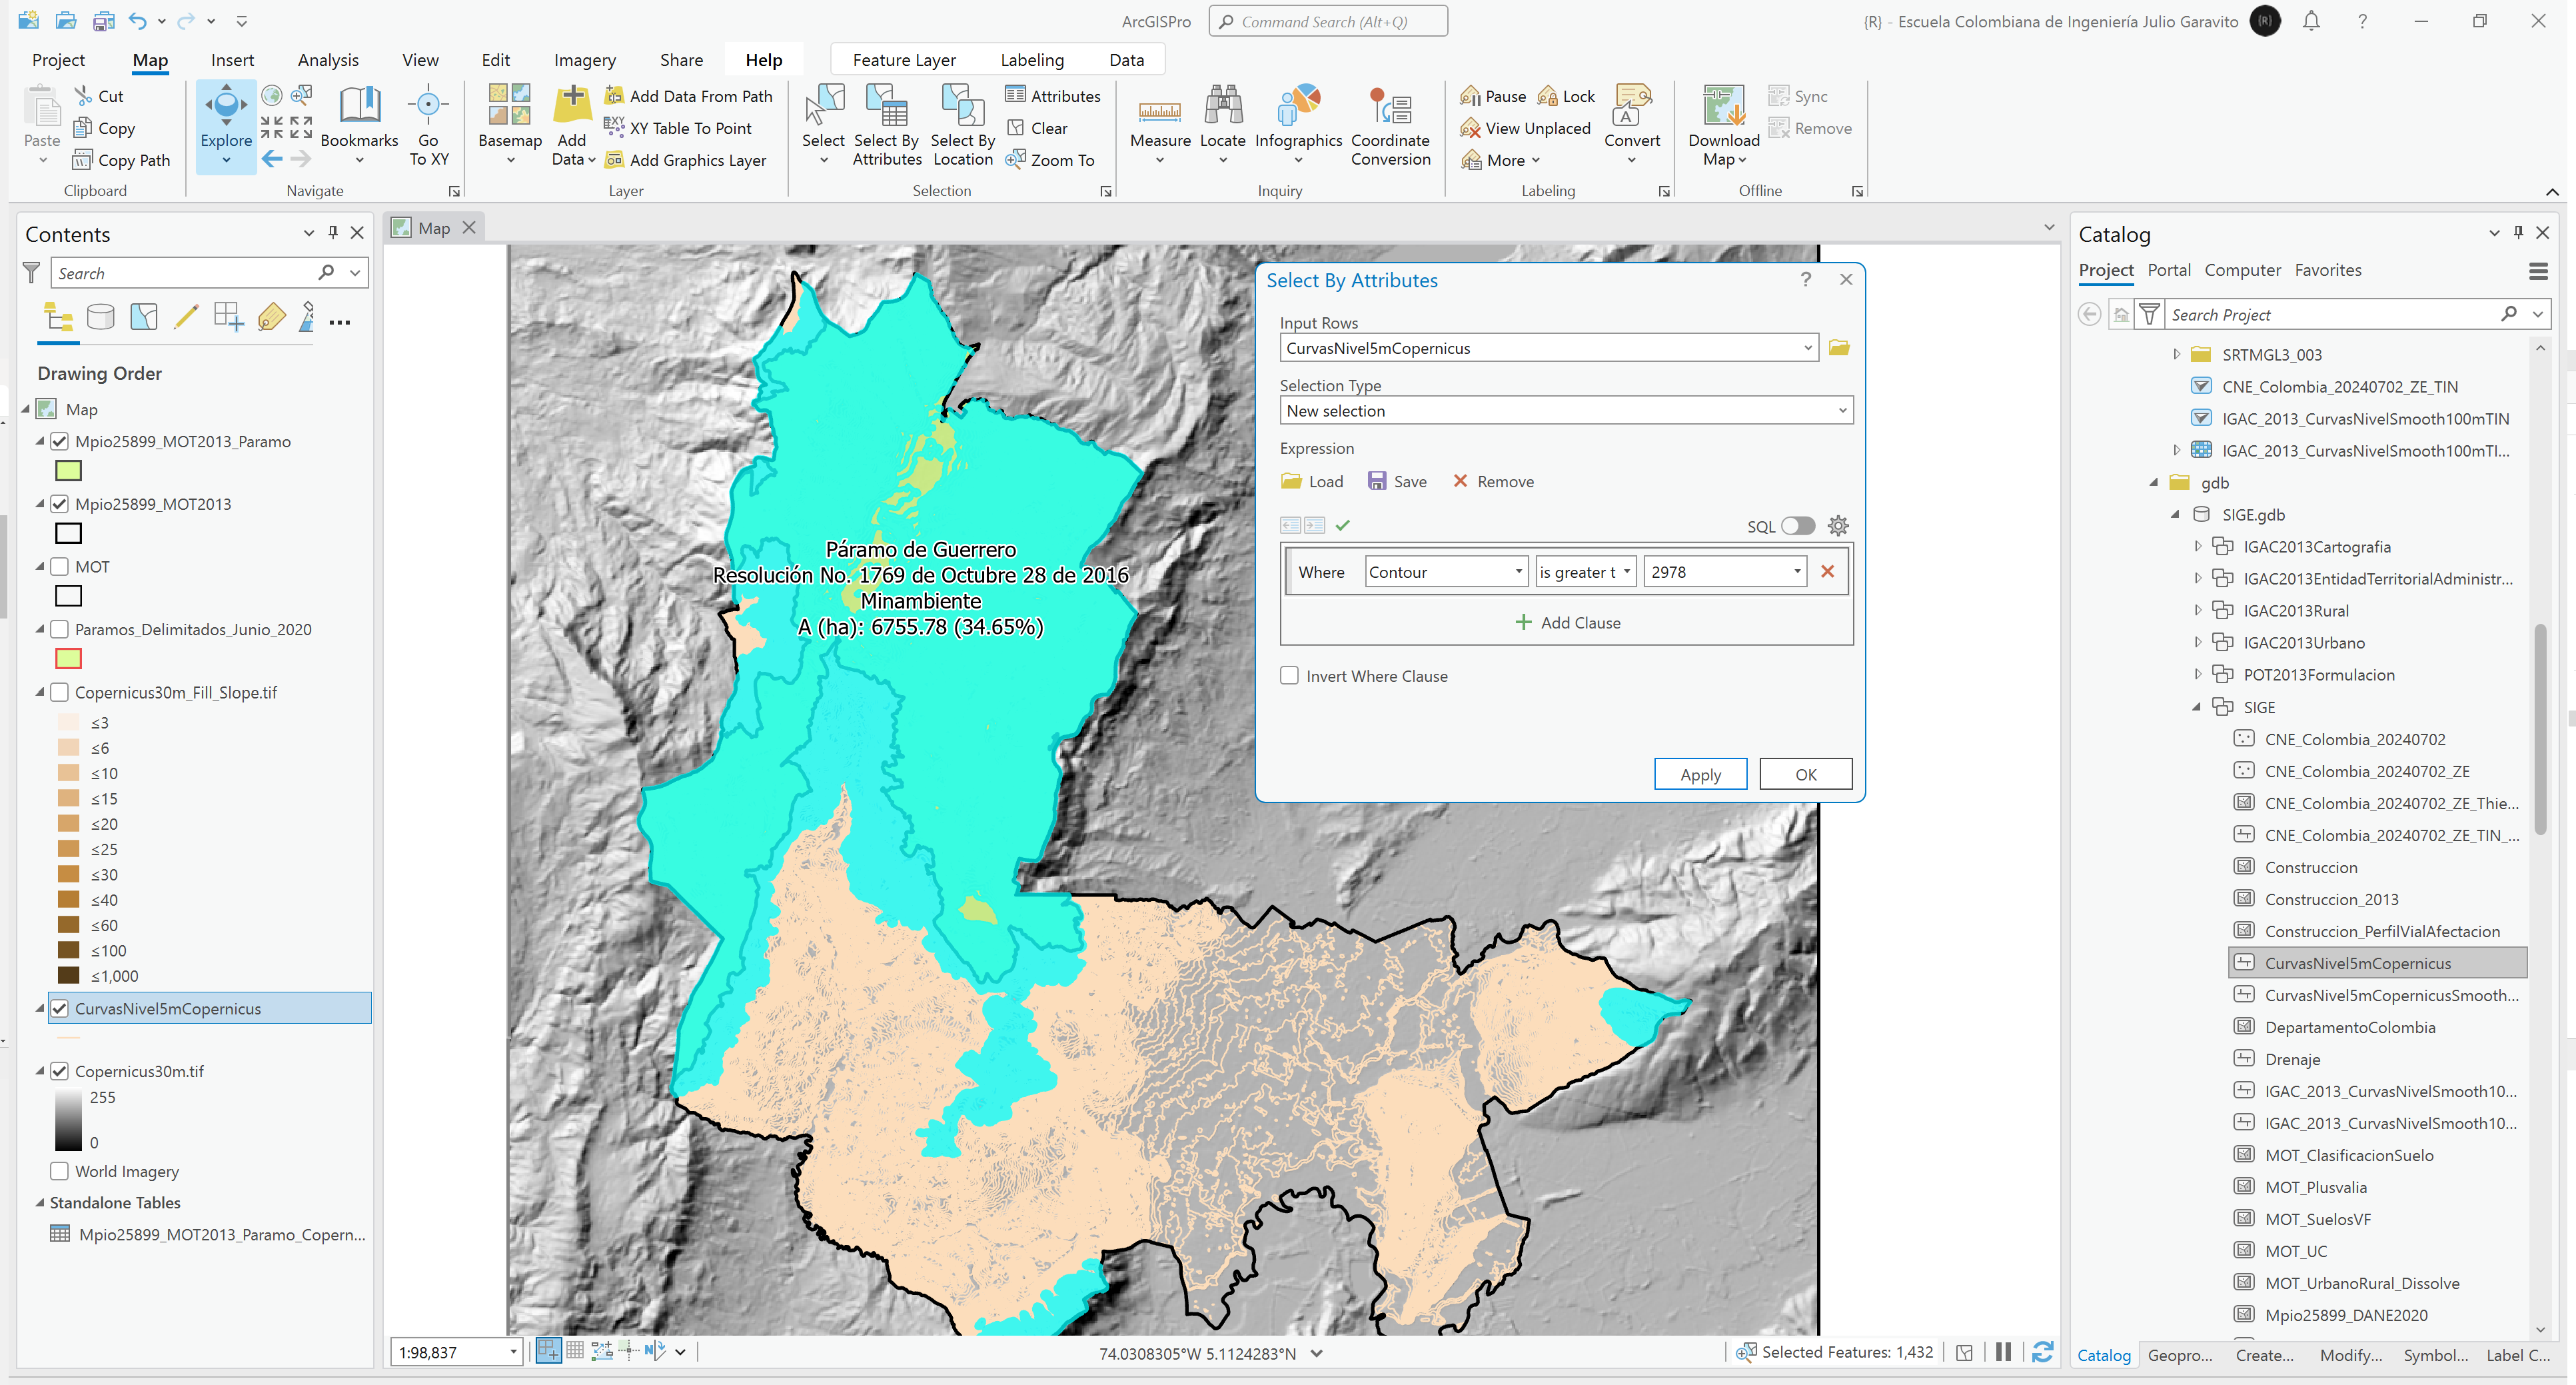 ArcGISPro
Command Search (Alt+Q)
{R} - Escuela Colombiana de Ingeniería Julio Garavito
{R}
Project
Map
Insert
Analysis
View
Edit
Imagery
Share
Help
Feature Layer
Labeling
Data
Paste
Cut
Copy
Copy Path
Clipboard
Explore
Bookmarks
Go
To XY
Navigate
Basemap
Add
Data
Add Data From Path
XY Table To Point
Add Graphics Layer
Layer
Select
Select By
Attributes
Select By
Location
Attributes
Clear
Zoom To
Selection
Measure
Locate
Infographics
Coordinate
Conversion
Inquiry
Pause
Lock
View Unplaced
More
Convert
Labeling
Download
Map
Sync
Remove
Offline
Contents
Search
Drawing Order
Map
Mpio25899_MOT2013_Paramo
Mpio25899_MOT2013
MOT
Paramos_Delimitados_Junio_2020
Copernicus30m_Fill_Slope.tif
≤3
≤6
≤10
≤15
≤20
≤25
≤30
≤40
≤60
≤100
≤1,000
CurvasNivel5mCopernicus
Copernicus30m.tif
255
0
World Imagery
Standalone Tables
Mpio25899_MOT2013_Paramo_Copern...
Map
Páramo de Guerrero
Resolución No. 1769 de Octubre 28 de 2016
Minambiente
A (ha): 6755.78 (34.65%)
Select By Attributes
Input Rows
CurvasNivel5mCopernicus
Selection Type
New selection
Expression
Load
Save
Remove
SQL
Where
Contour
is greater t
2978
Add Clause
Invert Where Clause
Apply
OK
1:98,837
74.0308305°W 5.1124283°N
Selected Features: 1,432
Catalog
Project
Portal
Computer
Favorites
Search Project
SRTMGL3_003
CNE_Colombia_20240702_ZE_TIN
IGAC_2013_CurvasNivelSmooth100mTIN
IGAC_2013_CurvasNivelSmooth100mTI...
gdb
SIGE.gdb
IGAC2013Cartografia
IGAC2013EntidadTerritorialAdministr...
IGAC2013Rural
IGAC2013Urbano
POT2013Formulacion
SIGE
CNE_Colombia_20240702
CNE_Colombia_20240702_ZE
CNE_Colombia_20240702_ZE_Thie...
CNE_Colombia_20240702_ZE_TIN_...
Construccion
Construccion_2013
Construccion_PerfilVialAfectacion
CurvasNivel5mCopernicus
CurvasNivel5mCopernicusSmooth...
DepartamentoColombia
Drenaje
IGAC_2013_CurvasNivelSmooth10...
IGAC_2013_CurvasNivelSmooth10...
MOT_ClasificacionSuelo
MOT_Plusvalia
MOT_SuelosVF
MOT_UC
MOT_UrbanoRural_Dissolve
Mpio25899_DANE2020
Catalog
Geopro...
Create...
Modify...
Symbol...
Label C...